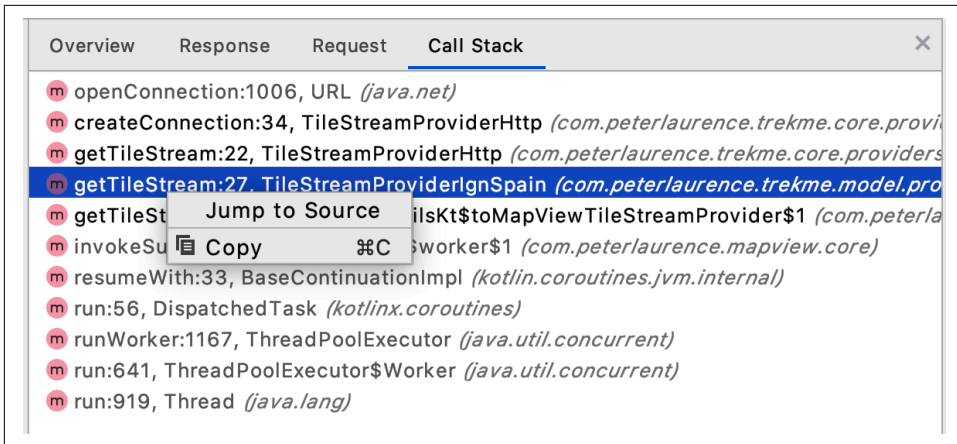 Overview Response Request Call Stack ×
m openConnection:1006, URL (java.net)
m createConnection:34, TileStreamProviderHttp (com.peterlaurence.trekme.core.provi
m getTileStream:22, TileStreamProviderHttp (com.peterlaurence.trekme.core.providers
m getTileStream:27, TileStreamProviderIgnSpain (com.peterlaurence.trekme.model.pro
m getTileSt ilsKt$toMapViewTileStreamProvider$1 (com.peterla
Jump to Source
m invokeSu $worker$1 (com.peterlaurence.mapview.core)
Copy ⌘C
m resumeWith:33, BaseContinuationImpl (kotlin.coroutines.jvm.internal)
m run:56, DispatchedTask (kotlinx.coroutines)
m runWorker:1167, ThreadPoolExecutor (java.util.concurrent)
m run:641, ThreadPoolExecutor$Worker (java.util.concurrent)
m run:919, Thread (java.lang)